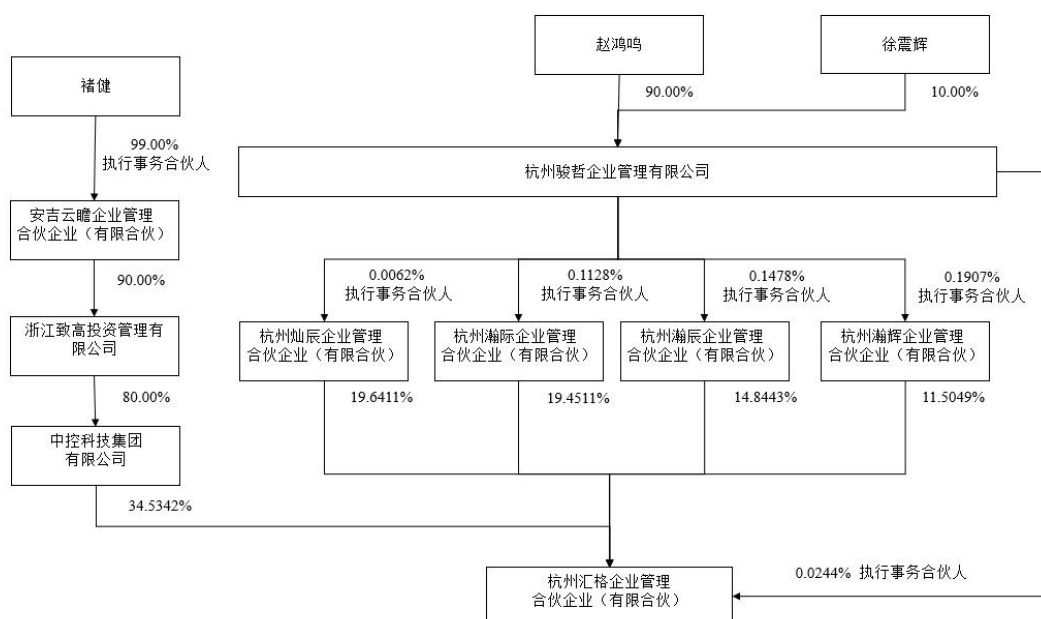 赵鸿鸣
徐震辉
褚健
90.00%
10.00%
99.00%
执行事务合伙人
杭州骏哲企业管理有限公司
安吉云瞻企业管理
合伙企业（有限合伙）
90.00%
0.0062%
执行事务合伙人
0.1128%
执行事务合伙人
0.1478%
执行事务合伙人
0.1907%
执行事务合伙人
浙江致高投资管理有
限公司
杭州灿辰企业管理
合伙企业（有限合伙）
杭州瀚际企业管理
合伙企业（有限合伙）
杭州瀚辰企业管理
合伙企业（有限合伙）
杭州瀚辉企业管理
合伙企业（有限合伙）
80.00%
19.6411%
19.4511%
14.8443%
11.5049%
中控科技集团
有限公司
34.5342%
杭州汇格企业管理
合伙企业（有限合伙）
0.0244% 执行事务合伙人